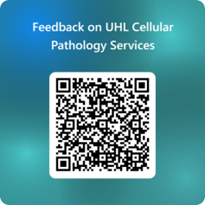 Feedback on UHL Cellular
Pathology Services